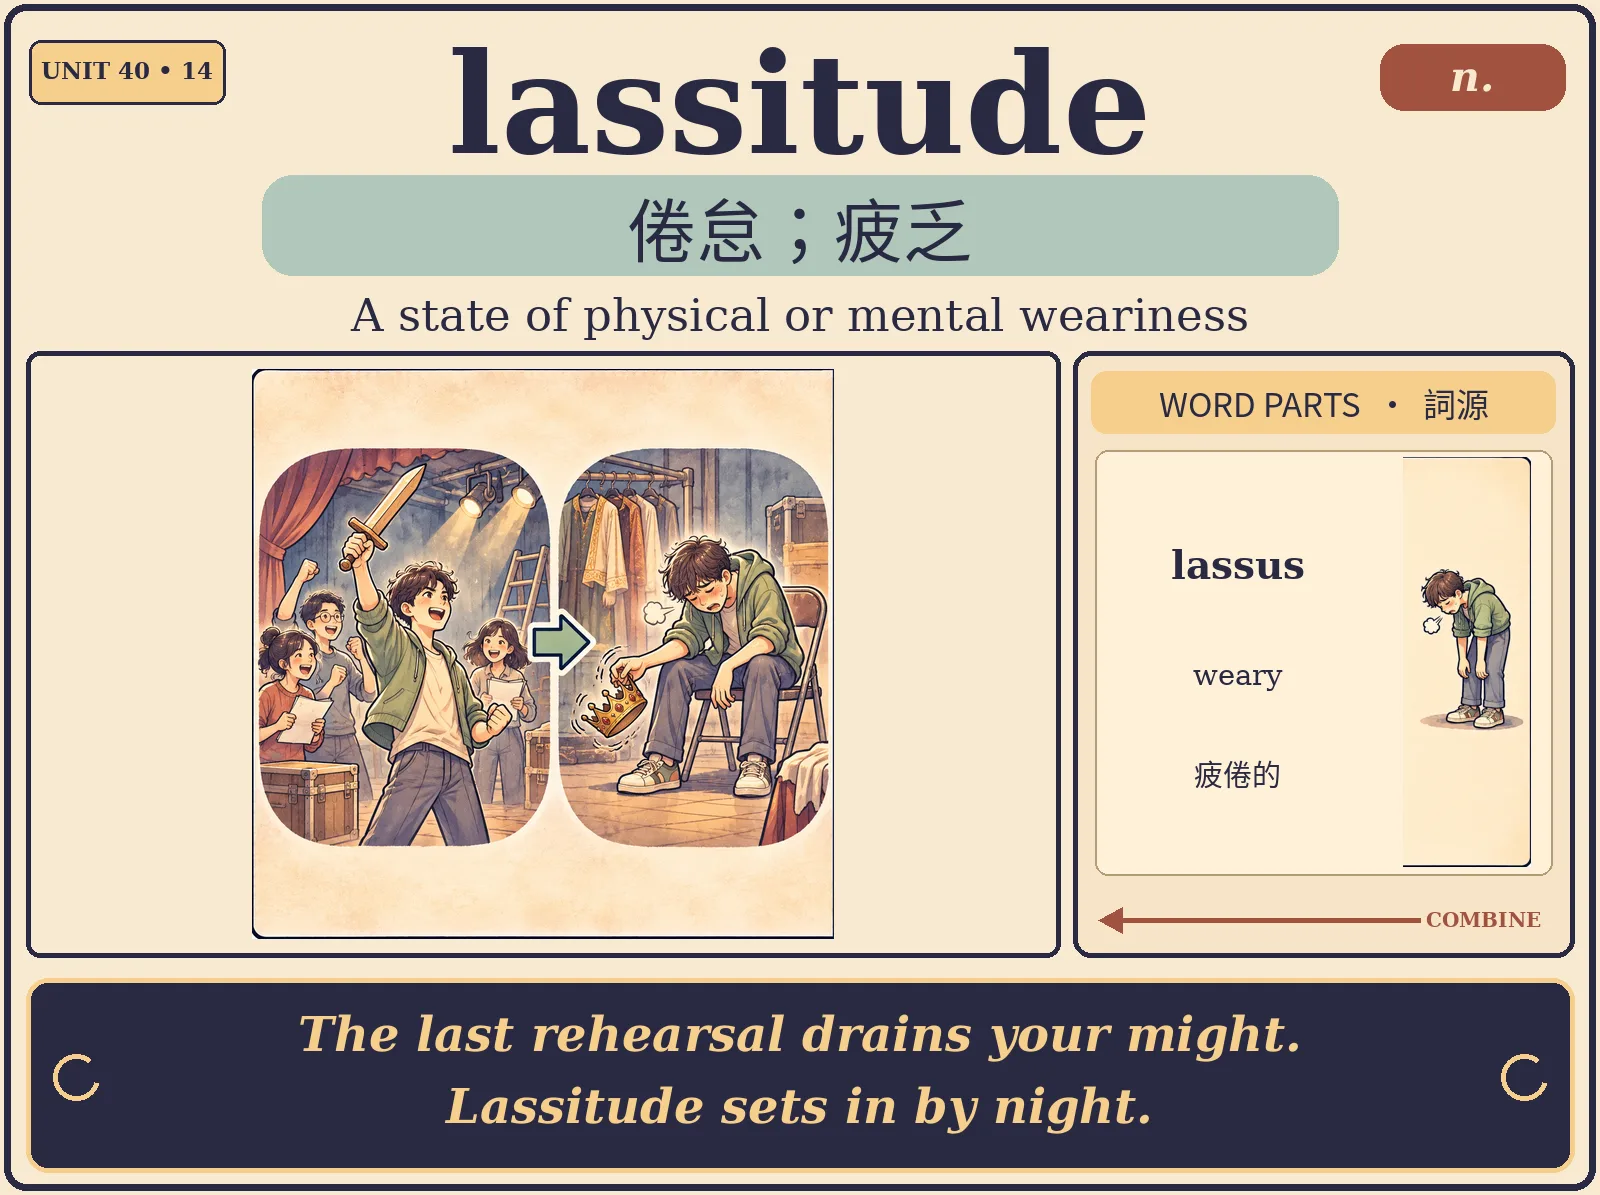 UNIT 40 • 14
lassitude
n.
倦怠；疲乏
A state of physical or mental weariness
WORD PARTS ・ 詞源
lassus
weary
疲倦的
COMBINE
The last rehearsal drains your might.
Lassitude sets in by night.